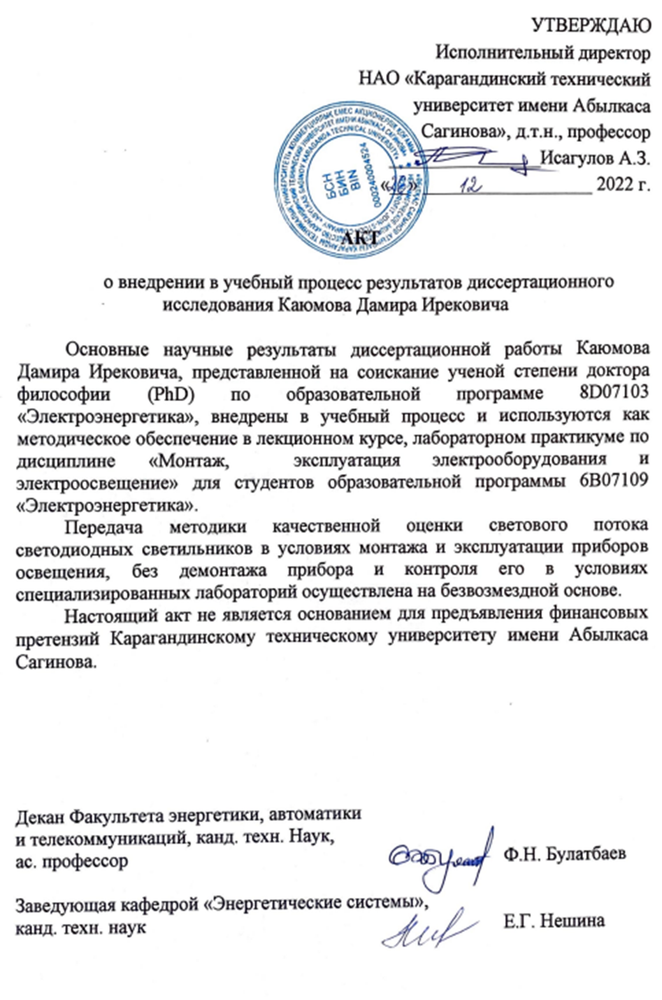 УТВЕРЖДАЮ
Исполнительный директор
НАО «Карагандинский технический
университет имени Абылкаса
Сагинова», д.т.н., профессор
Исагулов А.З.
« » 12 2022 г.
БСН
БИН
BIN
000240004524
АКТ
о внедрении в учебный процесс результатов диссертационного
исследования Каюмова Дамира Ирековича
Основные научные результаты диссертационной работы Каюмова
Дамира Ирековича, представленной на соискание ученой степени доктора
философии (PhD) по образовательной программе 8D07103
«Электроэнергетика», внедрены в учебный процесс и используются как
методическое обеспечение в лекционном курсе, лабораторном практикуме по
дисциплине «Монтаж, эксплуатация электрооборудования и
электроосвещение» для студентов образовательной программы 6В07109
«Электроэнергетика».
Передача методики качественной оценки светового потока
светодиодных светильников в условиях монтажа и эксплуатации приборов
освещения, без демонтажа прибора и контроля его в условиях
специализированных лабораторий осуществлена на безвозмездной основе.
Настоящий акт не является основанием для предъявления финансовых
претензий Карагандинскому техническому университету имени Абылкаса
Сагинова.
Декан Факультета энергетики, автоматики
и телекоммуникаций, канд. техн. Наук,
ас. профессор
Ф.Н. Булатбаев
Заведующая кафедрой «Энергетические системы»,
канд. техн. наук
Е.Г. Нешина